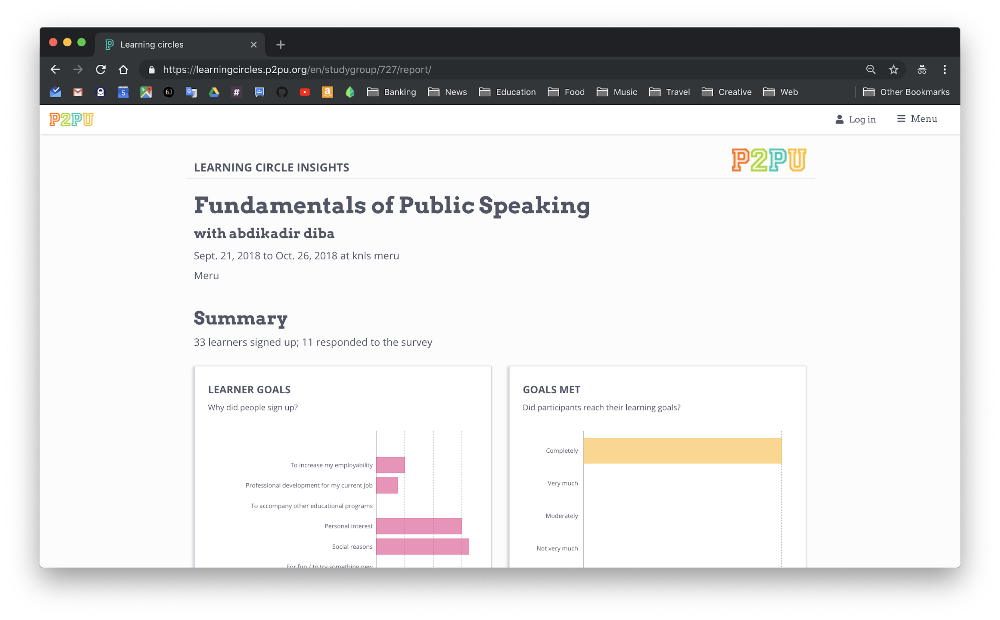 Learning circles
https://learningcircles.p2pu.org/en/studygroup/727/report/
5
G
GJ
G
#
a
Banking
News
Education
Food
Music
Travel
Creative
Web
Other Bookmarks
P2PU
Log in
Menu
LEARNING CIRCLE INSIGHTS
P2PU
Fundamentals of Public Speaking
with abdikadir diba
Sept. 21, 2018 to Oct. 26, 2018 at knls meru
Meru
Summary
33 learners signed up; 11 responded to the survey
LEARNER GOALS
Why did people sign up?
To increase my employability
Professional development for my current job
To accompany other educational programs
Personal interest
Social reasons
For fun / to try something new
GOALS MET
Did participants reach their learning goals?
Completely
Very much
Moderately
Not very much